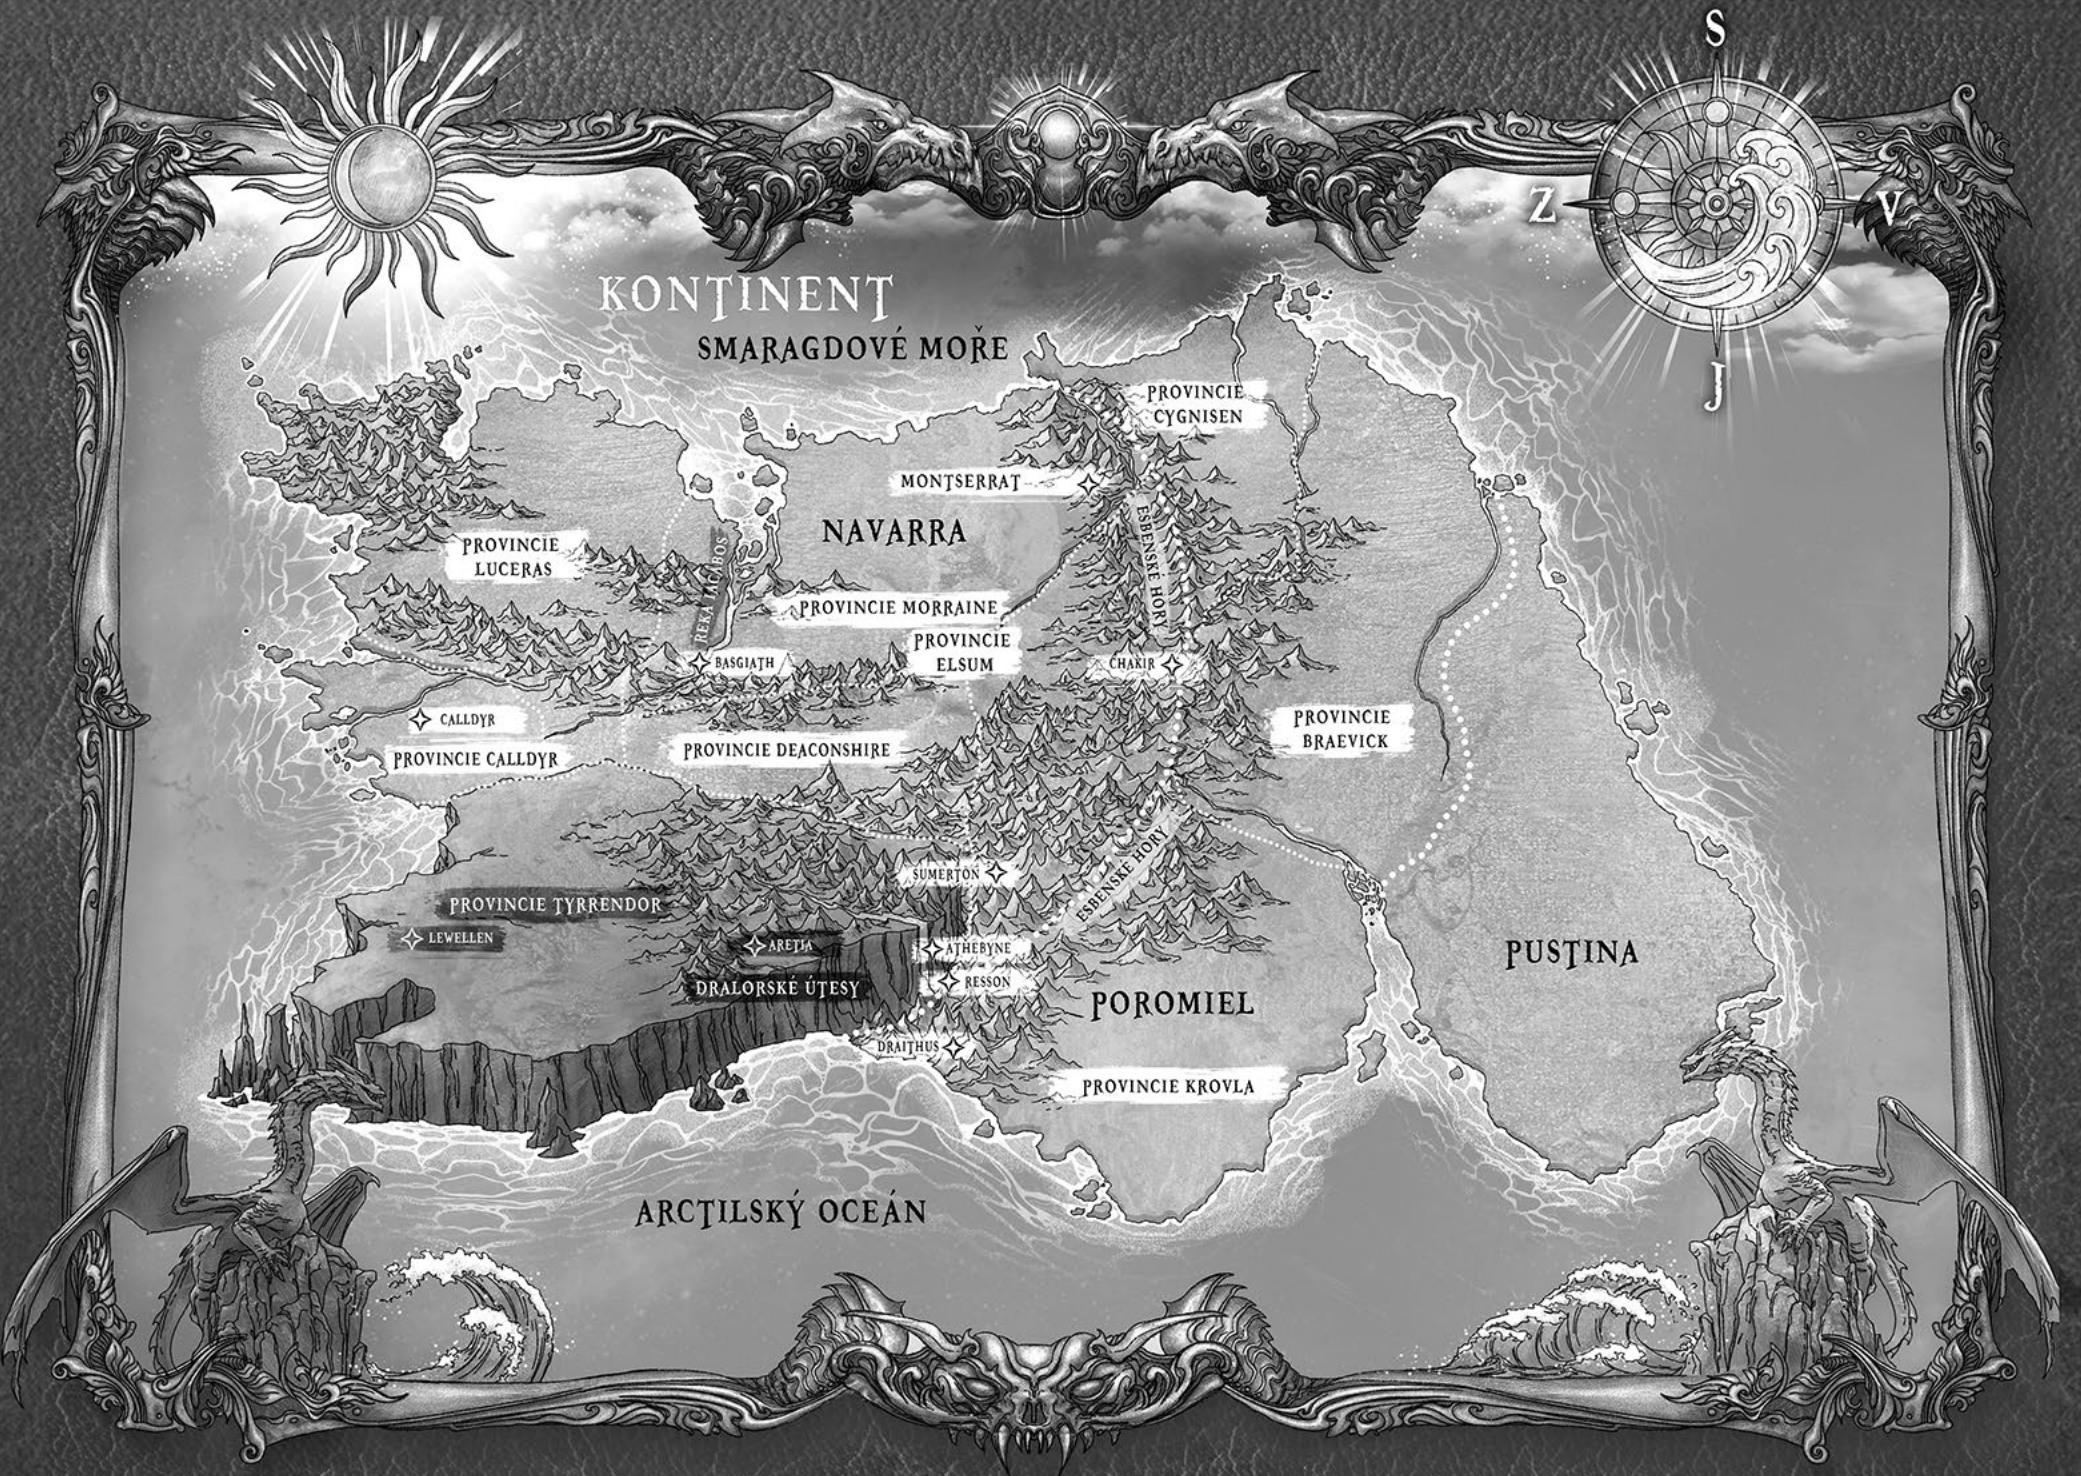 S
Z
V
J
KONTINENT
SMARAGDOVÉ MOŘE
PROVINCIE
CYGNISEN
MONTSERRAT
NAVARRA
ESBENSKÉ HORY
PROVINCIE
LUCERAS
ŘEKA
PROVINCIE MORRAINE
PROVINCIE
ELSUM
BASGIATH
CHAKIR
CALLDYR
PROVINCIE
BRAEVICK
PROVINCIE DEACONSHIRE
PROVINCIE CALLDYR
ESBENSKÉ HORY
SUMERTON
PROVINCIE TYRRENDOR
LEWELLEN
ARETIA
ATHEBYNE
PUSTINA
RESSON
DRALORSKÉ ÚTESY
POROMIEL
DRAITHUS
PROVINCIE KROVLA
ARCTILSKÝ OCEÁN